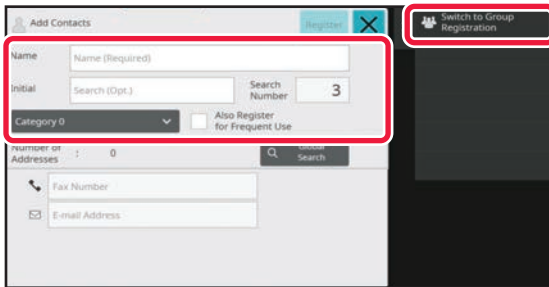 Add Contacts
Register
Switch to Group
Registration
Name
Name (Required)
Initial
Search (Opt.)
Search
Number
3
Category 0
Also Register
for Frequent Use
Number of
Addresses : 0
Global
Search
Fax Number
E-mail Address